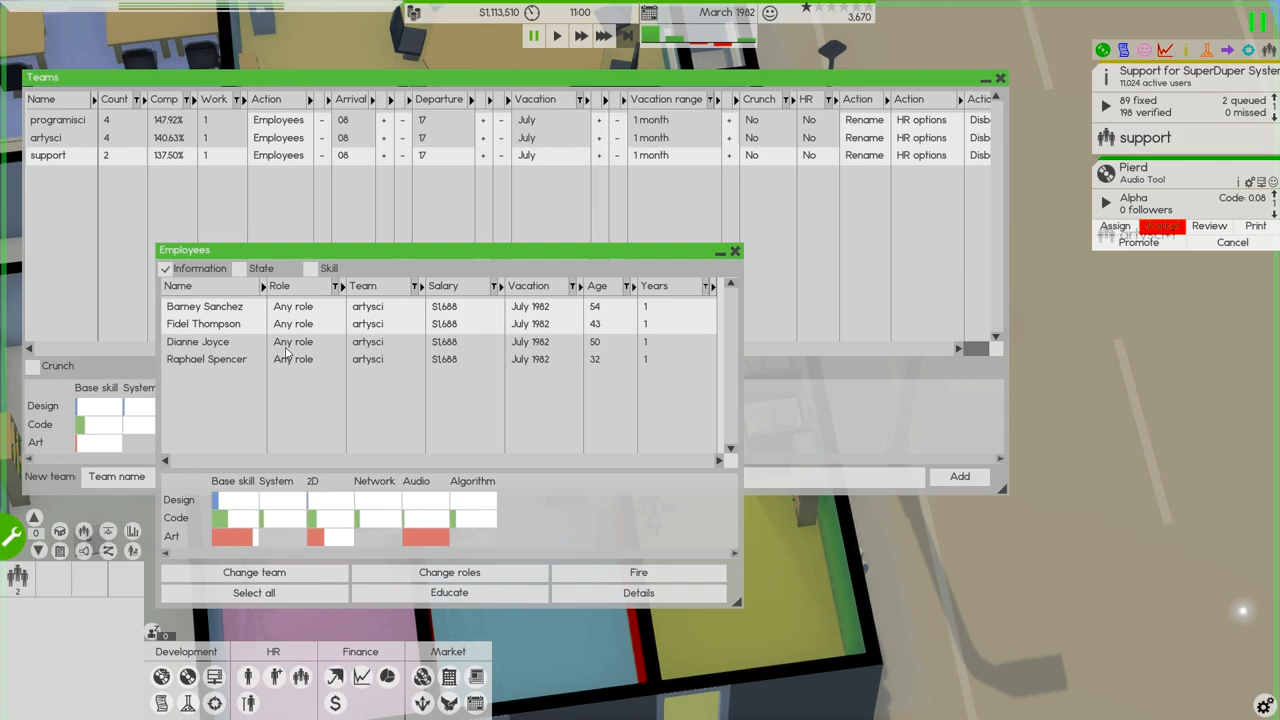 $1,113,510 11:00 March 1982 3,670
Teams
Name Count Comp Work Action Arrival Departure Vacation Vacation range Crunch HR Action Action
programisci 4 147.92% 1 Employees - 08 + - 17 + - July + - 1 month + No No Rename HR options
artysci 4 140.63% 1 Employees - 08 + - 17 + - July + - 1 month + No No Rename HR options
support 2 137.50% 1 Employees - 08 + - 17 + - July + - 1 month + No No Rename HR options
Crunch
Base skill System
Design
Code
Art
New team: Team name Add
Employees
Information State Skill
Name Role Team Salary Vacation Age Years
Barney Sanchez Any role artysci $1,688 July 1982 54 1
Fidel Thompson Any role artysci $1,688 July 1982 43 1
Dianne Joyce Any role artysci $1,688 July 1982 50 1
Raphael Spencer Any role artysci $1,688 July 1982 32 1
Base skill System 2D Network Audio Algorithm
Design
Code
Art
Change team Change roles Fire
Select all Educate Details
Support for SuperDuper System
11,024 active users
89 fixed 2 queued
198 verified 0 missed
1
support
Pierd
Audio Tool
Alpha Code: 0.08
0 followers 1
Assign Review Print
Promote Cancel
0
2
0
Development HR Finance Market